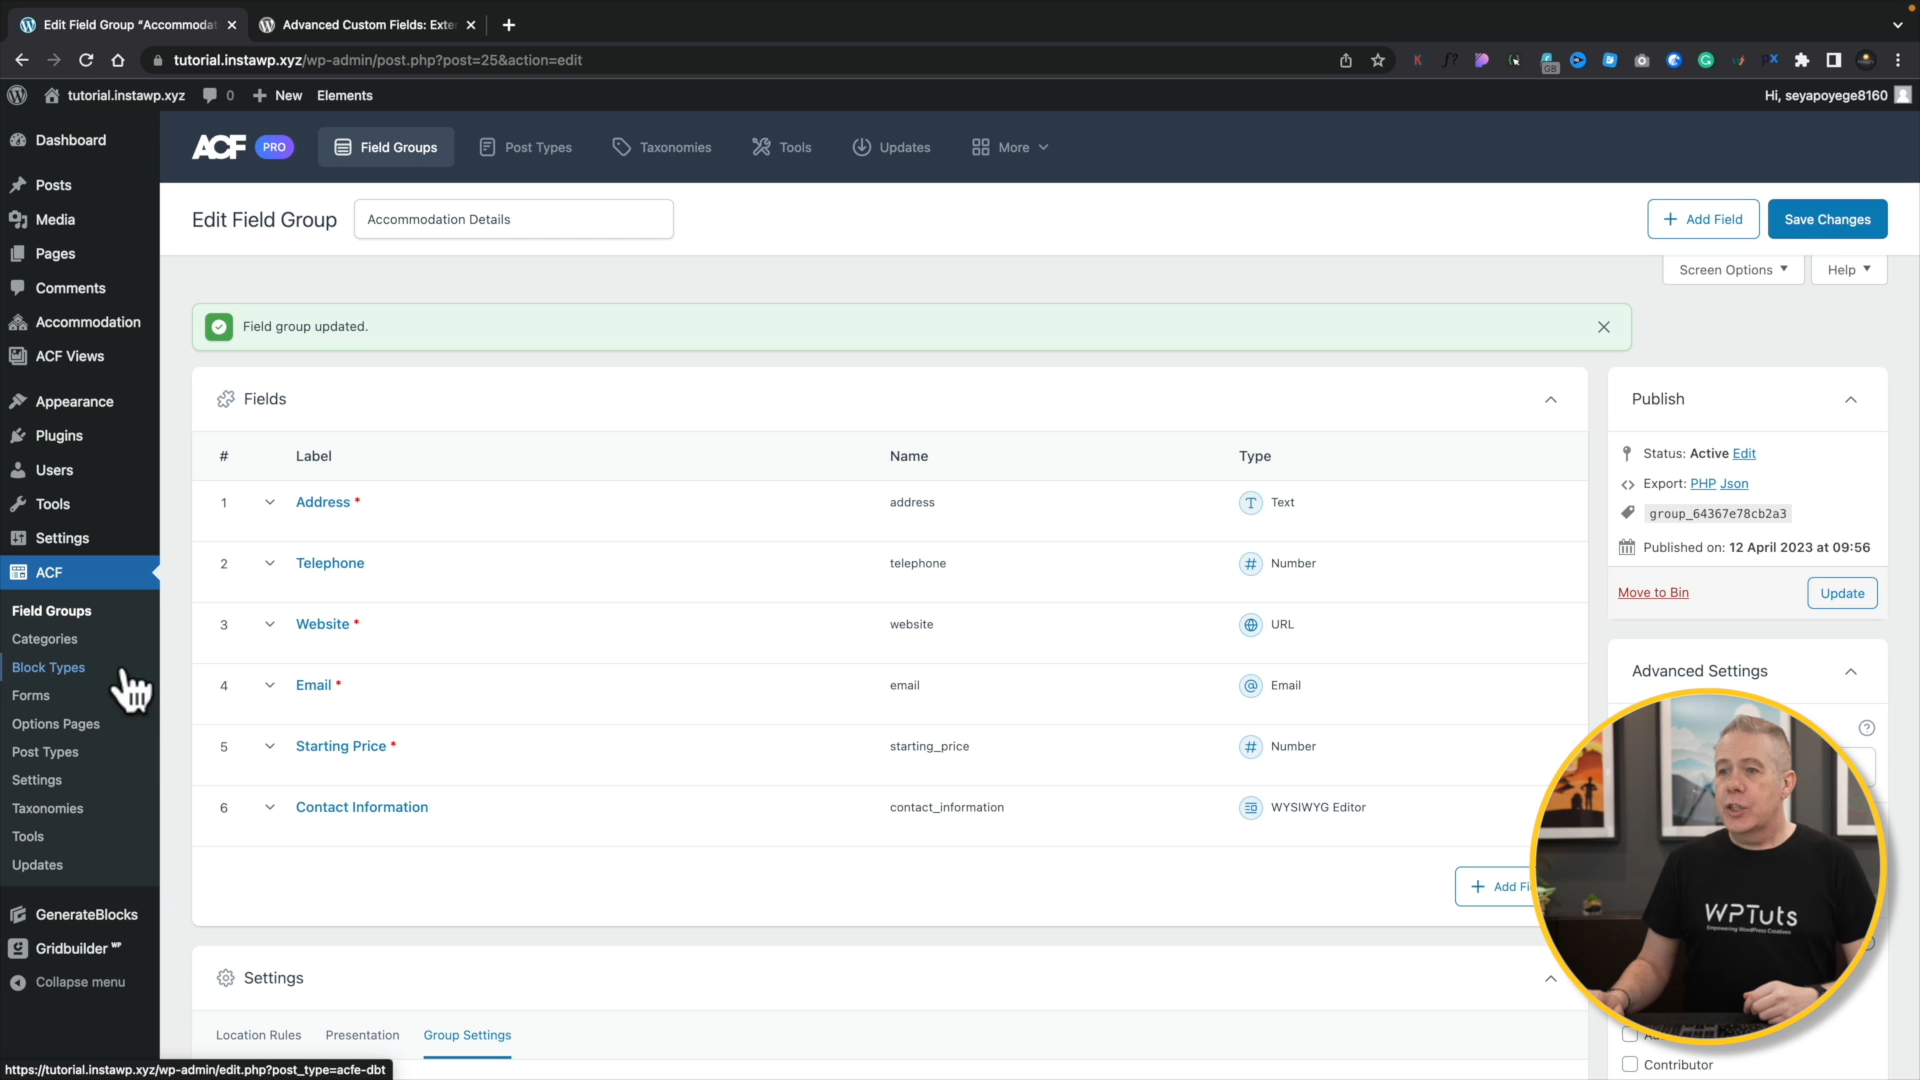 Edit Field Group "Accommodat
Advanced Custom Fields: Exte
tutorial.instawp.xyz/wp-admin/post.php?post=25&action=edit
GB
tutorial.instawp.xyz
0
New
Elements
Hi, seyapoyege8160
Dashboard
Posts
Media
Pages
Comments
Accommodation
ACF Views
Appearance
Plugins
Users
Tools
Settings
ACF
Field Groups
Categories
Block Types
Forms
Options Pages
Post Types
Settings
Taxonomies
Tools
Updates
GenerateBlocks
Gridbuilder WP
Collapse menu
ACF PRO
Field Groups
Post Types
Taxonomies
Tools
Updates
More
Edit Field Group
Accommodation Details
+ Add Field
Save Changes
Screen Options
Help
Field group updated.
Fields
# Label Name Type
1 Address * address Text
2 Telephone telephone Number
3 Website * website URL
4 Email * email Email
5 Starting Price * starting_price Number
6 Contact Information contact_information WYSIWYG Editor
Settings
Location Rules
Presentation
Group Settings
Publish
Status: Active Edit
Export: PHP Json
group_64367e78cb2a3
Published on: 12 April 2023 at 09:56
Move to Bin
Update
Advanced Settings
WPTuts
Empowering WordPress Creatives
Contributor
https://tutorial.instawp.xyz/wp-admin/edit.php?post_type=acfe-dbt